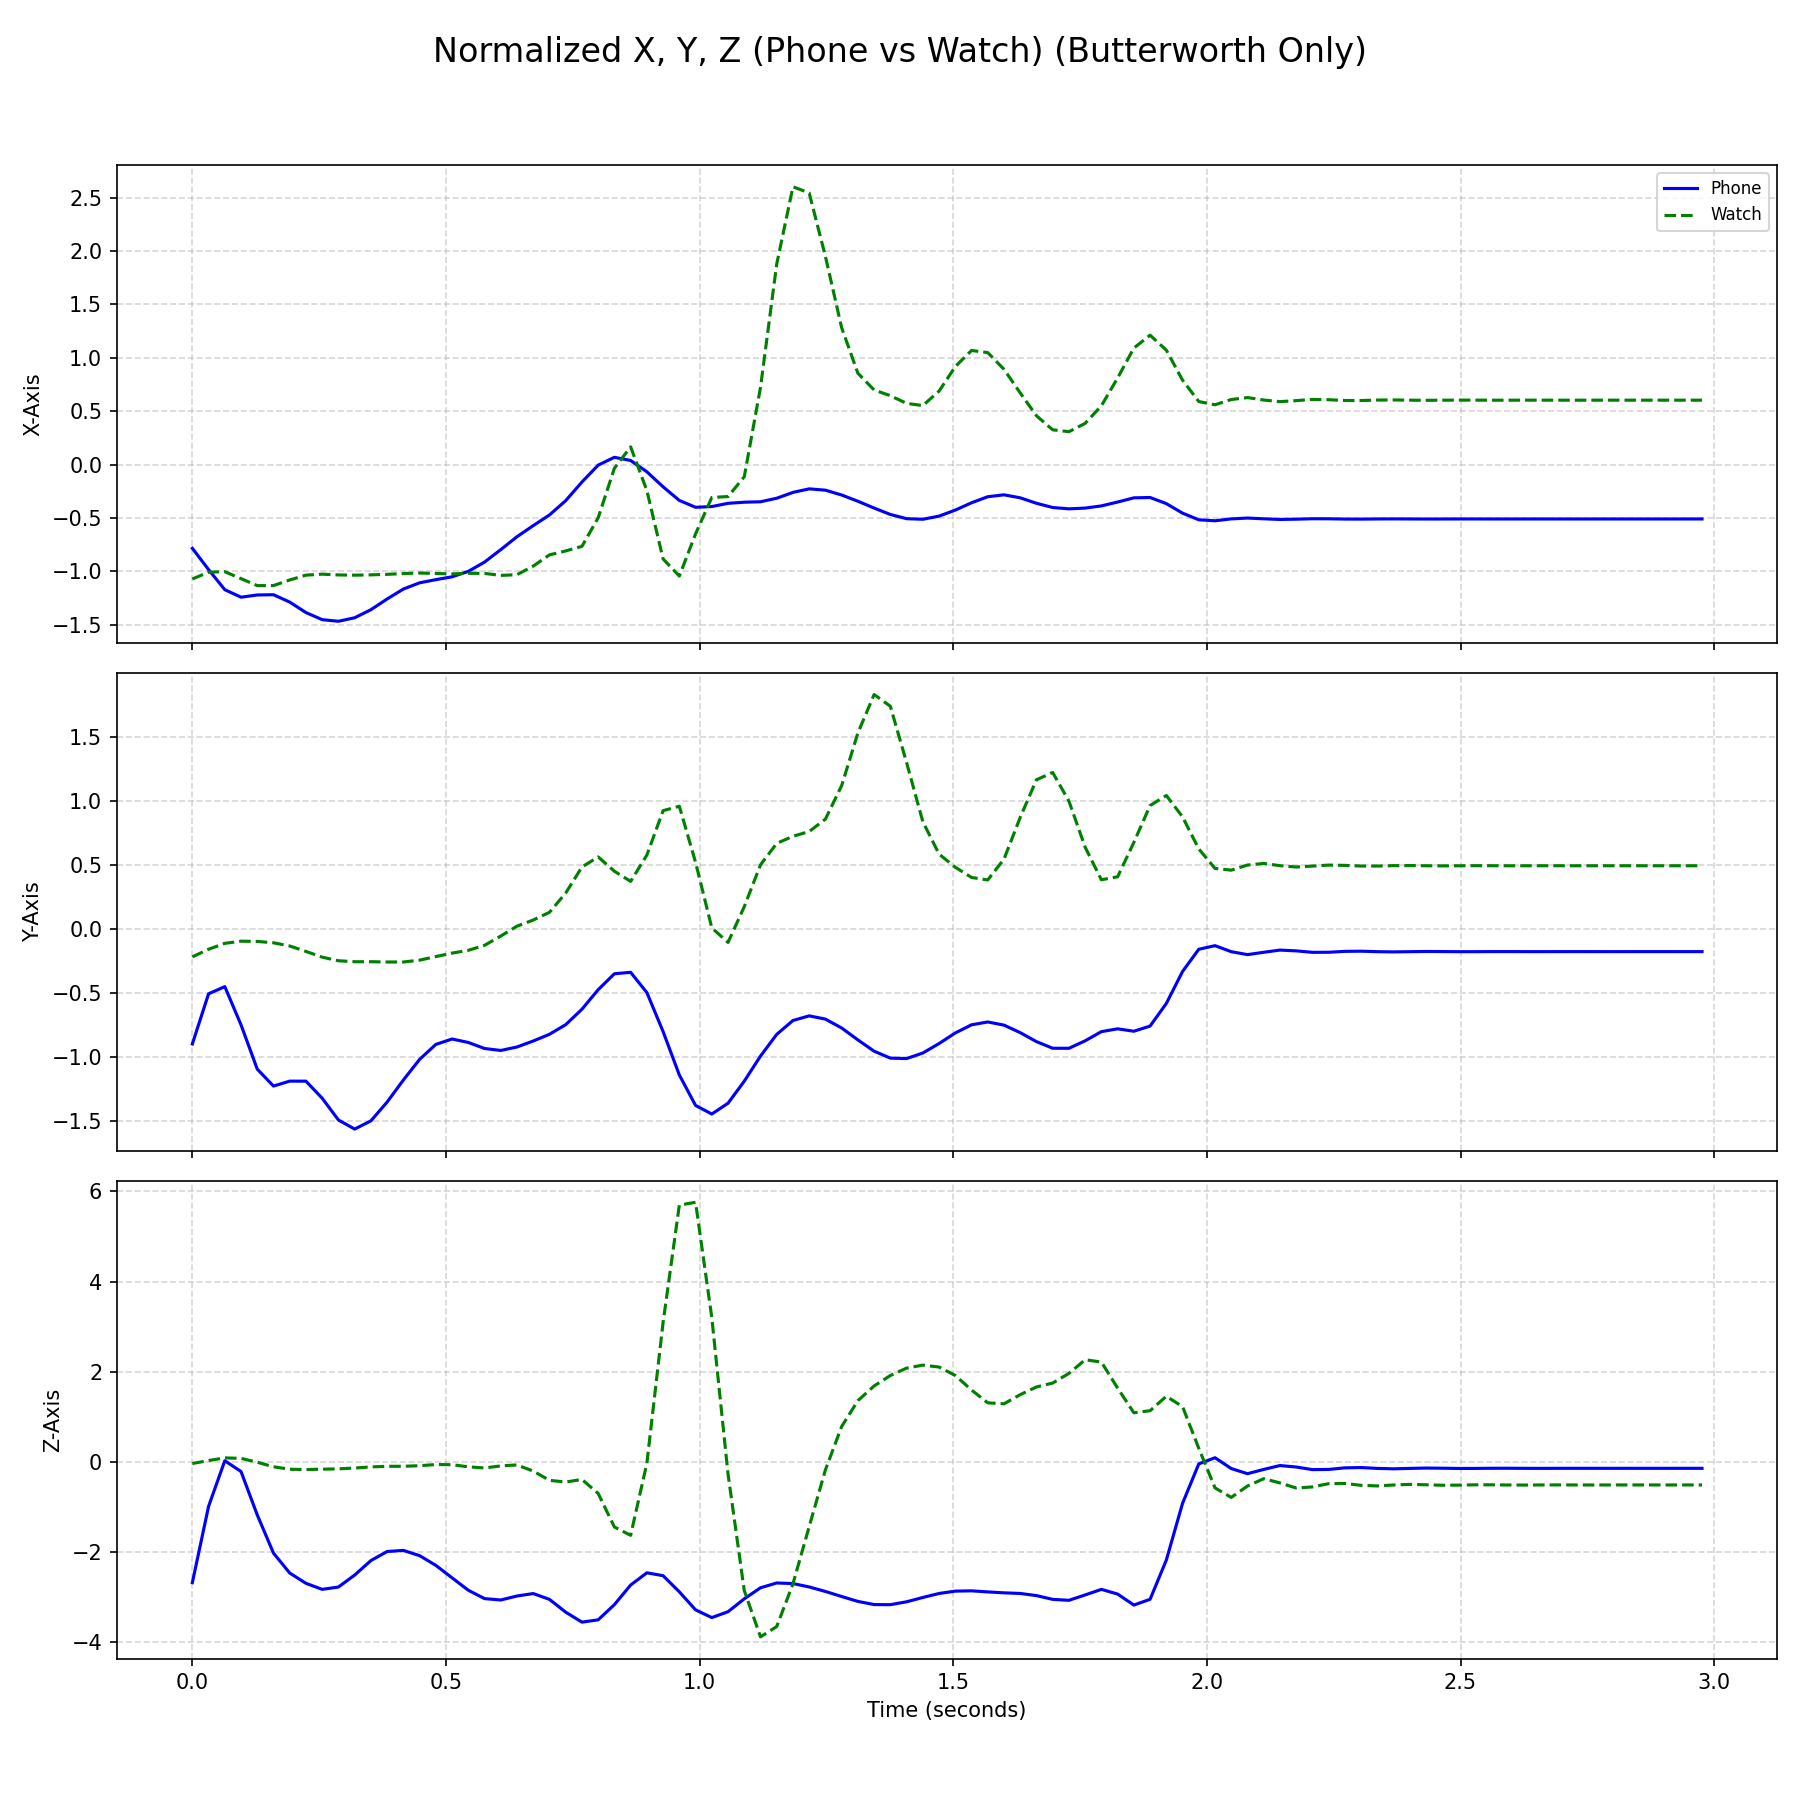 Normalized X, Y, Z (Phone vs Watch) (Butterworth Only)
Phone
Watch
2.5
2.0
1.5
1.0
0.5
0.0
−0.5
−1.0
−1.5
X-Axis
1.5
1.0
0.5
0.0
−0.5
−1.0
−1.5
Y-Axis
6
4
2
0
−2
−4
Z-Axis
0.0 0.5 1.0 1.5 2.0 2.5 3.0
Time (seconds)